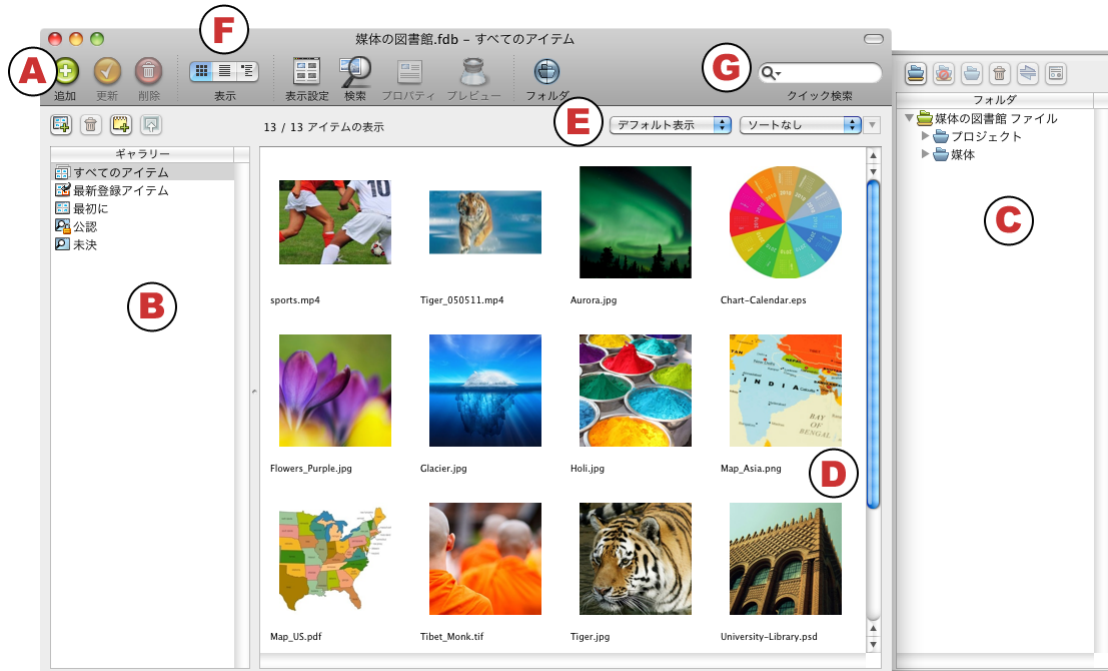 F
媒体の図書館.fdb – すべてのアイテム
A
G
追加 更新 削除 表示 表示設定 検索 プロパティ プレビュー フォルダ クイック検索
E
13 / 13 アイテムの表示
デフォルト表示 ソートなし
ギャラリー
すべてのアイテム
最新登録アイテム
最初に
公認
未決
B
10
sports.mp4 Tiger_050511.mp4 Aurora.jpg Chart-Calendar.eps
INDIA
BAY
OF
BENGAL
Flowers_Purple.jpg Glacier.jpg Holi.jpg Map_Asia.png
D
Map_US.pdf Tibet_Monk.tif Tiger.jpg University-Library.psd
フォルダ
媒体の図書館 ファイル
プロジェクト
媒体
C